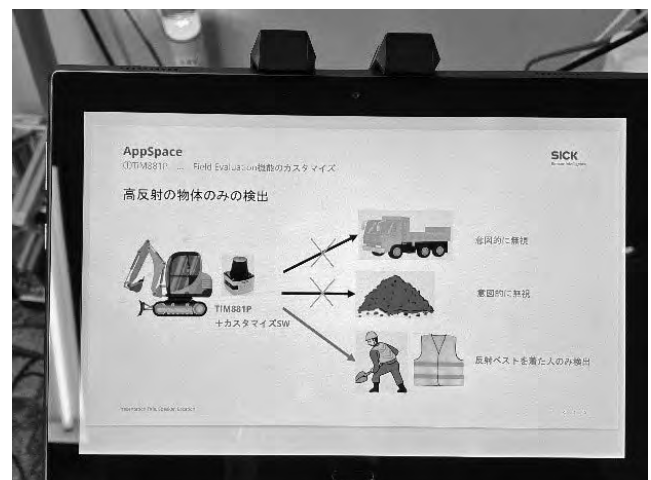 AppSpace
SICK
Sensor Intelligence.
①TiM881P … Field Evaluation機能のカスタマイズ
高反射の物体のみの検出
意図的に無視
意図的に無視
TIM881P
+カスタマイズSW
反射ベストを着た人のみ検出